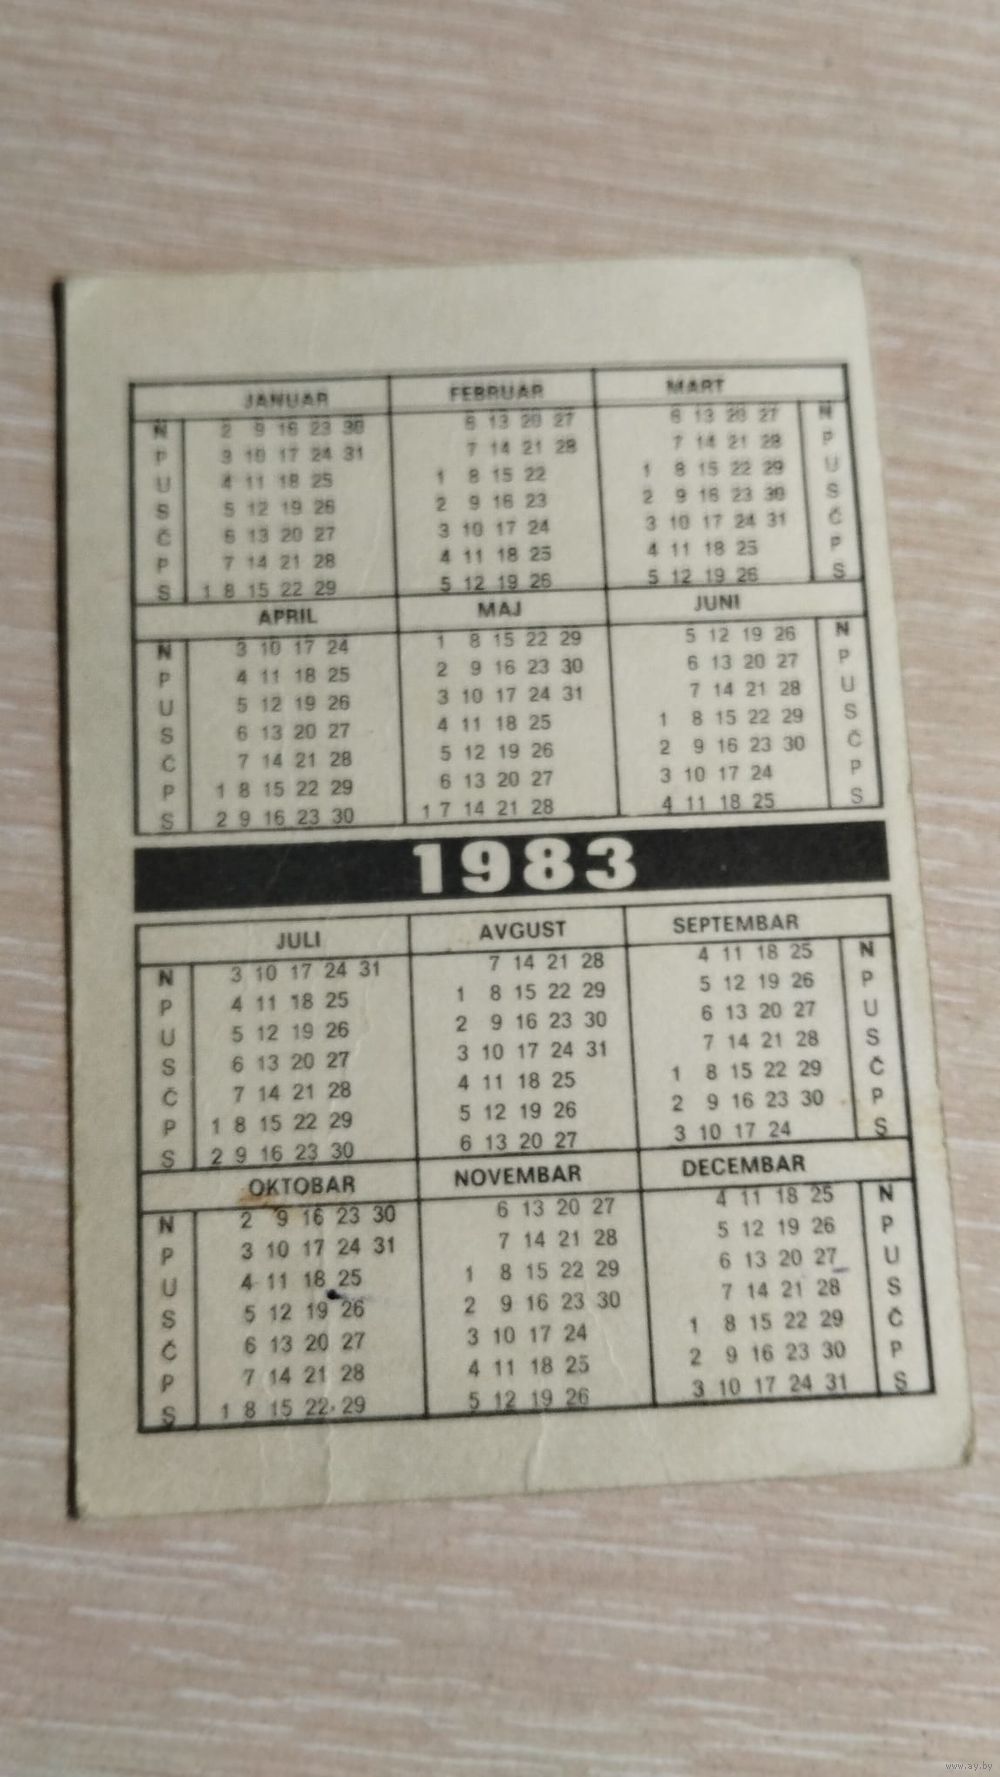 JANUAR FEBRUAR MART
N 2 9 16 23 30 6 13 20 27 6 13 20 27 N
P 3 10 17 24 31 7 14 21 28 7 14 21 28 P
U 4 11 18 25 1 8 15 22 1 8 15 22 29 U
S 5 12 19 26 2 9 16 23 2 9 16 23 30 S
Č 6 13 20 27 3 10 17 24 3 10 17 24 31 Č
P 7 14 21 28 4 11 18 25 4 11 18 25 P
S 1 8 15 22 29 5 12 19 26 5 12 19 26 S
APRIL MAJ JUNI
N 3 10 17 24 1 8 15 22 29 5 12 19 26 N
P 4 11 18 25 2 9 16 23 30 6 13 20 27 P
U 5 12 19 26 3 10 17 24 31 7 14 21 28 U
S 6 13 20 27 4 11 18 25 1 8 15 22 29 S
Č 7 14 21 28 5 12 19 26 2 9 16 23 30 Č
P 1 8 15 22 29 6 13 20 27 3 10 17 24 P
S 2 9 16 23 30 1 7 14 21 28 4 11 18 25 S
1983
JULI AVGUST SEPTEMBAR
N 3 10 17 24 31 7 14 21 28 4 11 18 25 N
P 4 11 18 25 1 8 15 22 29 5 12 19 26 P
U 5 12 19 26 2 9 16 23 30 6 13 20 27 U
S 6 13 20 27 3 10 17 24 31 7 14 21 28 S
Č 7 14 21 28 4 11 18 25 1 8 15 22 29 Č
P 1 8 15 22 29 5 12 19 26 2 9 16 23 30 P
S 2 9 16 23 30 6 13 20 27 3 10 17 24 S
OKTOBAR NOVEMBAR DECEMBAR
N 2 9 16 23 30 6 13 20 27 4 11 18 25 N
P 3 10 17 24 31 7 14 21 28 5 12 19 26 P
U 4 11 18 25 1 8 15 22 29 6 13 20 27 U
S 5 12 19 26 2 9 16 23 30 7 14 21 28 S
Č 6 13 20 27 3 10 17 24 1 8 15 22 29 Č
P 7 14 21 28 4 11 18 25 2 9 16 23 30 P
S 1 8 15 22 29 5 12 19 26 3 10 17 24 31 S
www.ay.by